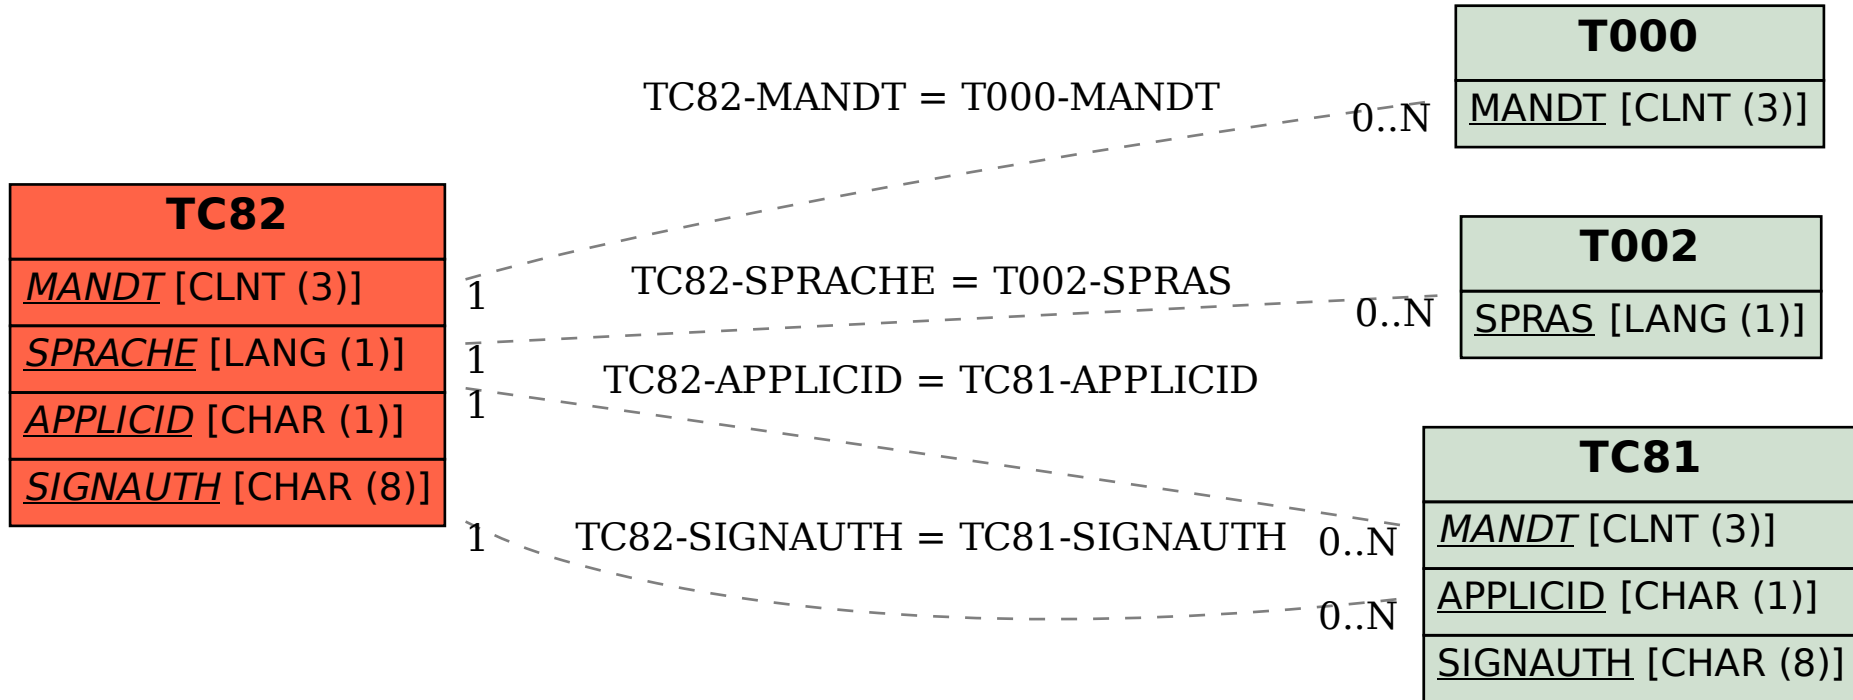 TC82
MANDT [CLNT (3)]
SPRACHE [LANG (1)]
APPLICID [CHAR (1)]
SIGNAUTH [CHAR (8)]
TC82-MANDT = T000-MANDT
1
0..N
TC82-SPRACHE = T002-SPRAS
1
0..N
TC82-APPLICID = TC81-APPLICID
1
0..N
TC82-SIGNAUTH = TC81-SIGNAUTH
1
0..N
T000
MANDT [CLNT (3)]
T002
SPRAS [LANG (1)]
TC81
MANDT [CLNT (3)]
APPLICID [CHAR (1)]
SIGNAUTH [CHAR (8)]